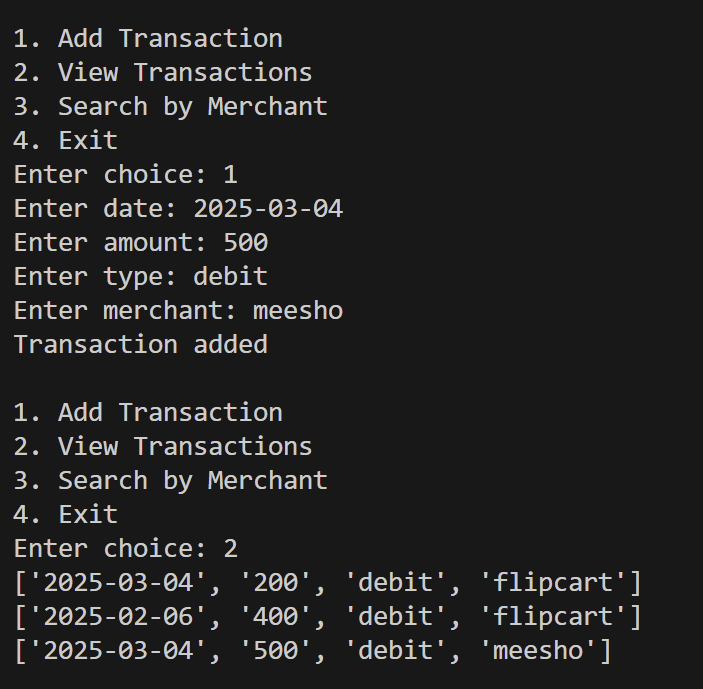 1. Add Transaction
2. View Transactions
3. Search by Merchant
4. Exit
Enter choice: 1
Enter date: 2025-03-04
Enter amount: 500
Enter type: debit
Enter merchant: meesho
Transaction added
1. Add Transaction
2. View Transactions
3. Search by Merchant
4. Exit
Enter choice: 2
['2025-03-04', '200', 'debit', 'flipcart']
['2025-02-06', '400', 'debit', 'flipcart']
['2025-03-04', '500', 'debit', 'meesho']